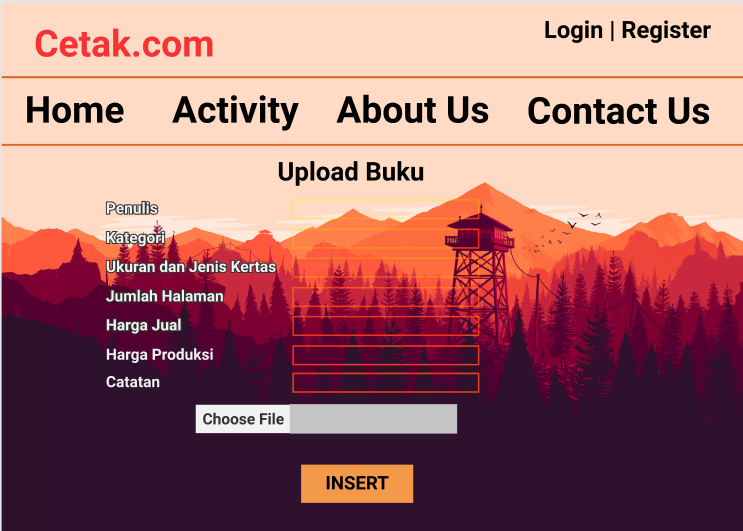 Cetak.com
Login | Register
Home Activity About Us Contact Us
Upload Buku
Penulis
Kategori
Ukuran dan Jenis Kertas
Jumlah Halaman
Harga Jual
Harga Produksi
Catatan
Choose File
INSERT